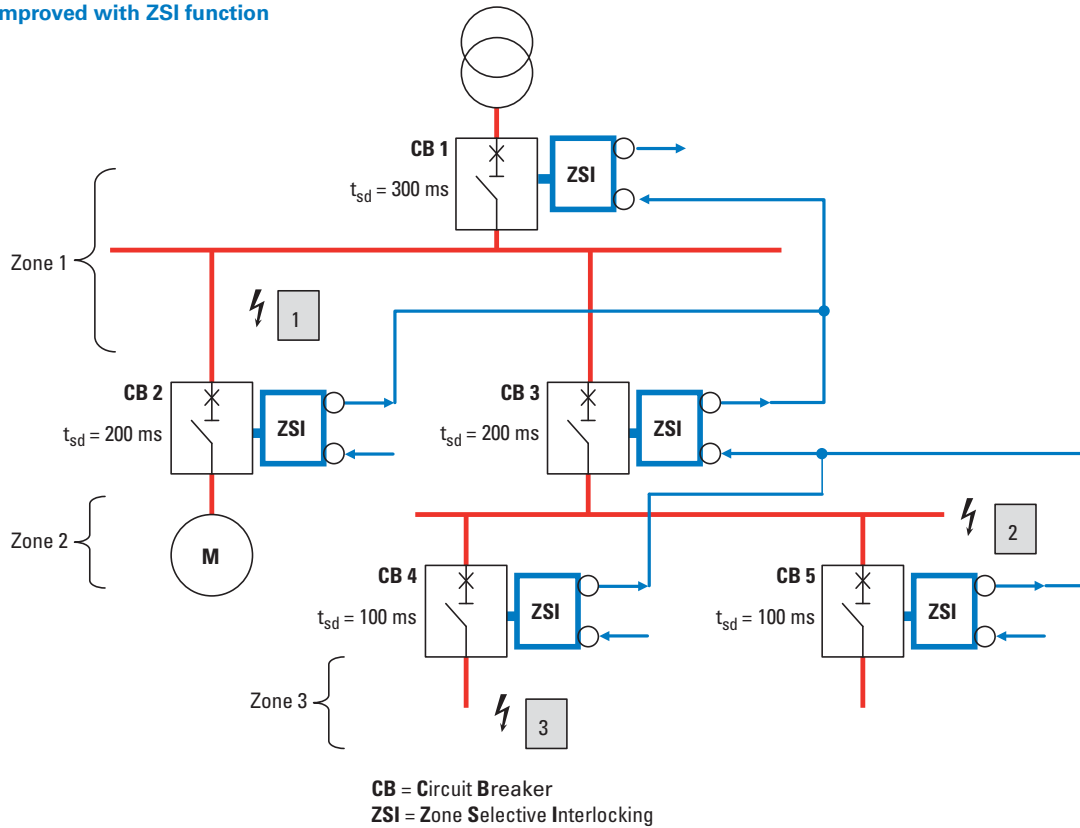 mproved with ZSI function
CB 1
ZSI
tsd = 300 ms
Zone 1
1
CB 2
ZSI
tsd = 200 ms
CB 3
ZSI
tsd = 200 ms
Zone 2
M
2
CB 4
ZSI
tsd = 100 ms
CB 5
ZSI
tsd = 100 ms
Zone 3
3
CB = Circuit Breaker
ZSI = Zone Selective Interlocking